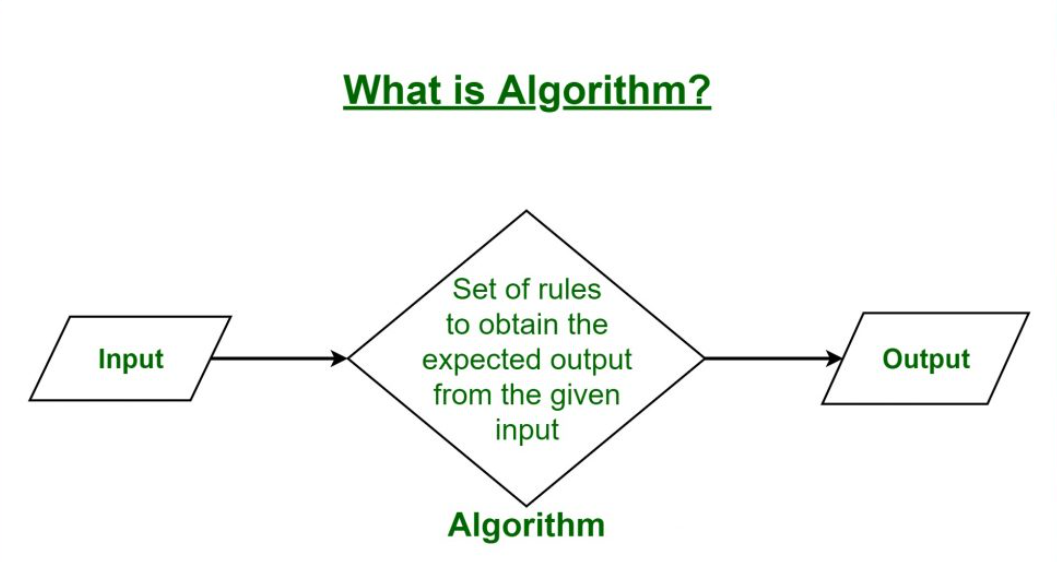 What is Algorithm?
Input
Set of rules
to obtain the
expected output
from the given
input
Output
Algorithm